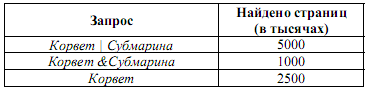 Запрос Найдено страниц
(в тысячах)
Корвет | Субмарина 5000
Корвет &Субмарина 1000
Корвет 2500